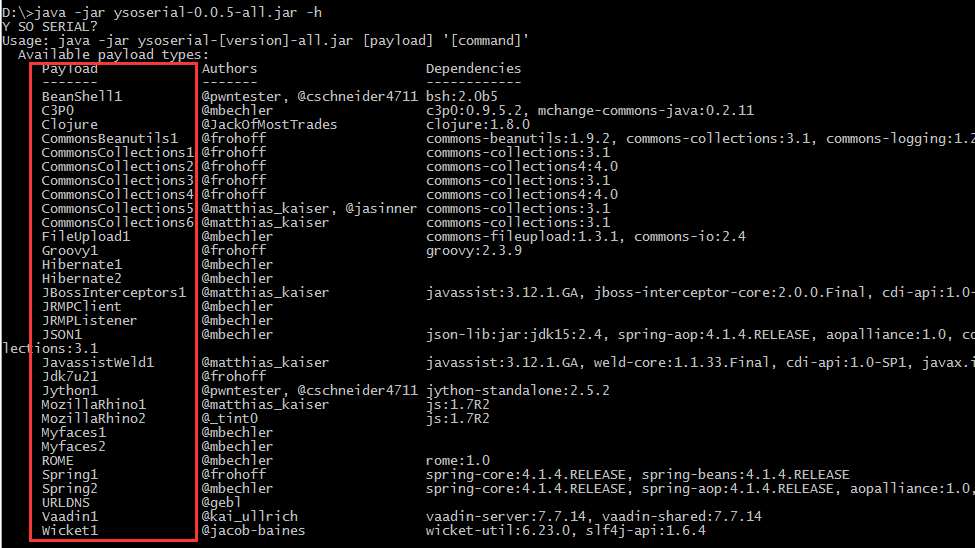 D:\>java -jar ysoserial-0.0.5-all.jar -h
Y SO SERIAL?
Usage: java -jar ysoserial-[version]-all.jar [payload] '[command]'
Available payload types:
Payload Authors Dependencies
------- ------- ------------
BeanShell1 @pwntester, @cschneider4711 bsh:2.0b5
C3P0 @mbechler c3p0:0.9.5.2, mchange-commons-java:0.2.11
Clojure @JackOfMostTrades clojure:1.8.0
CommonsBeanutils1 @frohoff commons-beanutils:1.9.2, commons-collections:3.1, commons-logging:1.2
CommonsCollections1 @frohoff commons-collections:3.1
CommonsCollections2 @frohoff commons-collections4:4.0
CommonsCollections3 @frohoff commons-collections:3.1
CommonsCollections4 @frohoff commons-collections4:4.0
CommonsCollections5 @matthias_kaiser, @jasinner commons-collections:3.1
CommonsCollections6 @matthias_kaiser commons-collections:3.1
FileUpload1 @mbechler commons-fileupload:1.3.1, commons-io:2.4
Groovy1 @frohoff groovy:2.3.9
Hibernate1 @mbechler
Hibernate2 @mbechler
JBossInterceptors1 @matthias_kaiser javassist:3.12.1.GA, jboss-interceptor-core:2.0.0.Final, cdi-api:1.0-
JRMPClient @mbechler
JRMPListener @mbechler
JSON1 @mbechler json-lib:jar:jdk15:2.4, spring-aop:4.1.4.RELEASE, aopalliance:1.0, co
lections:3.1
JavassistWeld1 @matthias_kaiser javassist:3.12.1.GA, weld-core:1.1.33.Final, cdi-api:1.0-SP1, javax.i
Jdk7u21 @frohoff
Jython1 @pwntester, @cschneider4711 jython-standalone:2.5.2
MozillaRhino1 @matthias_kaiser js:1.7R2
MozillaRhino2 @_tint0 js:1.7R2
Myfaces1 @mbechler
Myfaces2 @mbechler
ROME @mbechler rome:1.0
Spring1 @frohoff spring-core:4.1.4.RELEASE, spring-beans:4.1.4.RELEASE
Spring2 @mbechler spring-core:4.1.4.RELEASE, spring-aop:4.1.4.RELEASE, aopalliance:1.0,
URLDNS @gebl
Vaadin1 @kai_ullrich vaadin-server:7.7.14, vaadin-shared:7.7.14
Wicket1 @jacob-baines wicket-util:6.23.0, slf4j-api:1.6.4